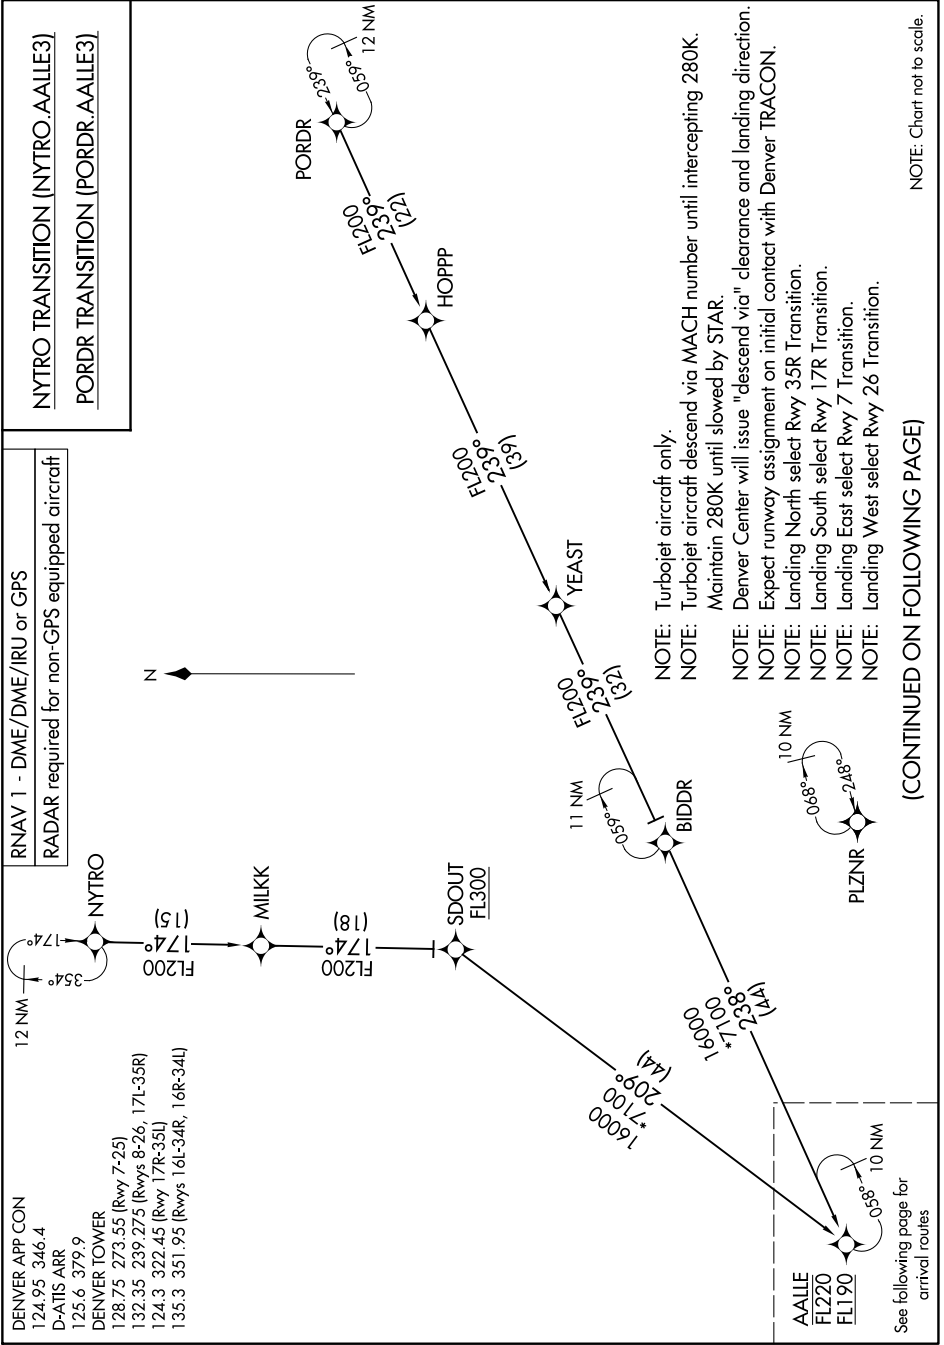 NYTRO TRANSITION (NYTRO.AALLE3)
PORDR TRANSITION (PORDR.AALLE3)
RNAV 1 - DME/DME/IRU or GPS
RADAR required for non-GPS equipped aircraft
DENVER APP CON
124.95 346.4
D-ATIS ARR
125.6 379.9
DENVER TOWER
128.75 273.55 (Rwy 7-25)
132.35 239.275 (Rwys 8-26, 17L-35R)
124.3 322.45 (Rwy 17R-35L)
135.3 351.95 (Rwys 16L-34R, 16R-34L)
12 NM
174°
354°
NYTRO
FL200
174°
(15)
MILKK
FL200
174°
(18)
SDOUT
FL300
16000
*7100
209°
(44)
N
12 NM
239°
059°
PORDR
FL200
239°
(22)
HOPPP
FL200
239°
(39)
YEAST
FL200
239°
(32)
11 NM
059°
BIDDR
16000
*7100
238°
(44)
10 NM
058°
AALLE
FL220
FL190
See following page for
arrival routes
10 NM
068°
248°
PLZNR
NOTE: Turbojet aircraft only.
NOTE: Turbojet aircraft descend via MACH number until intercepting 280K.
Maintain 280K until slowed by STAR.
NOTE: Denver Center will issue "descend via" clearance and landing direction.
NOTE: Expect runway assignment on initial contact with Denver TRACON.
NOTE: Landing North select Rwy 35R Transition.
NOTE: Landing South select Rwy 17R Transition.
NOTE: Landing East select Rwy 7 Transition.
NOTE: Landing West select Rwy 26 Transition.
(CONTINUED ON FOLLOWING PAGE)
NOTE: Chart not to scale.